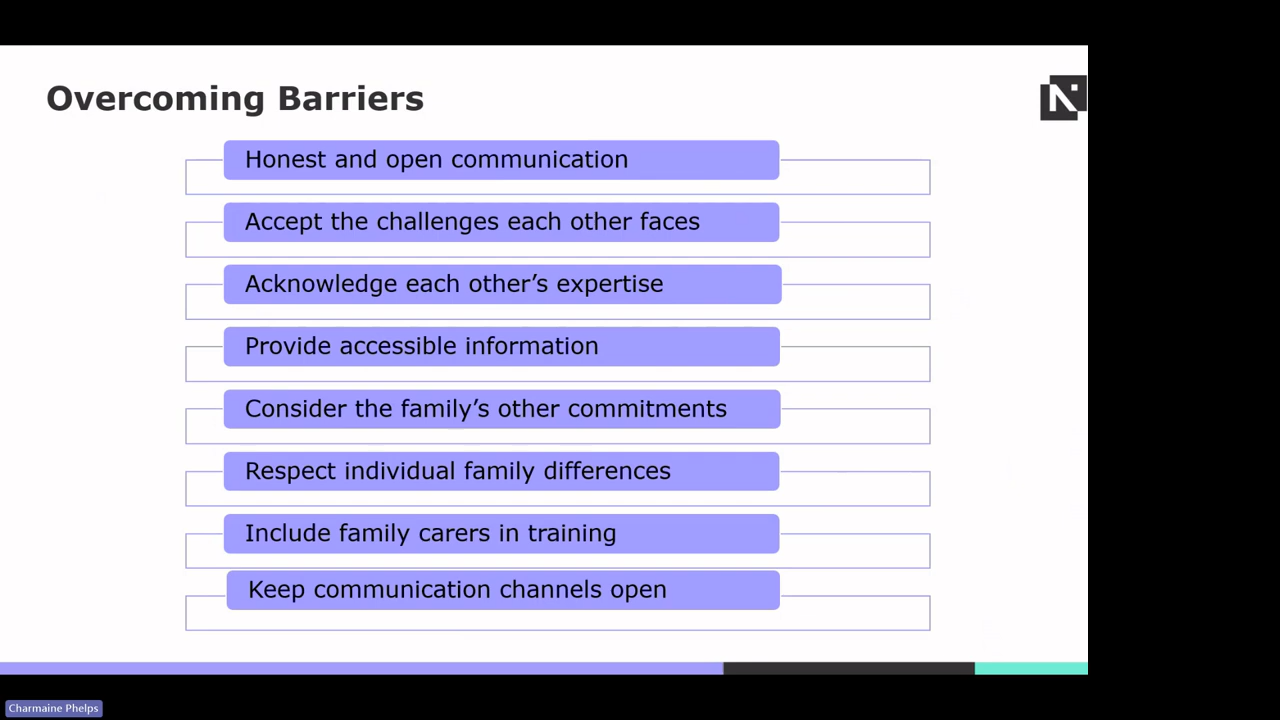 Overcoming Barriers
N
Honest and open communication
Accept the challenges each other faces
Acknowledge each other’s expertise
Provide accessible information
Consider the family’s other commitments
Respect individual family differences
Include family carers in training
Keep communication channels open
Charmaine Phelps